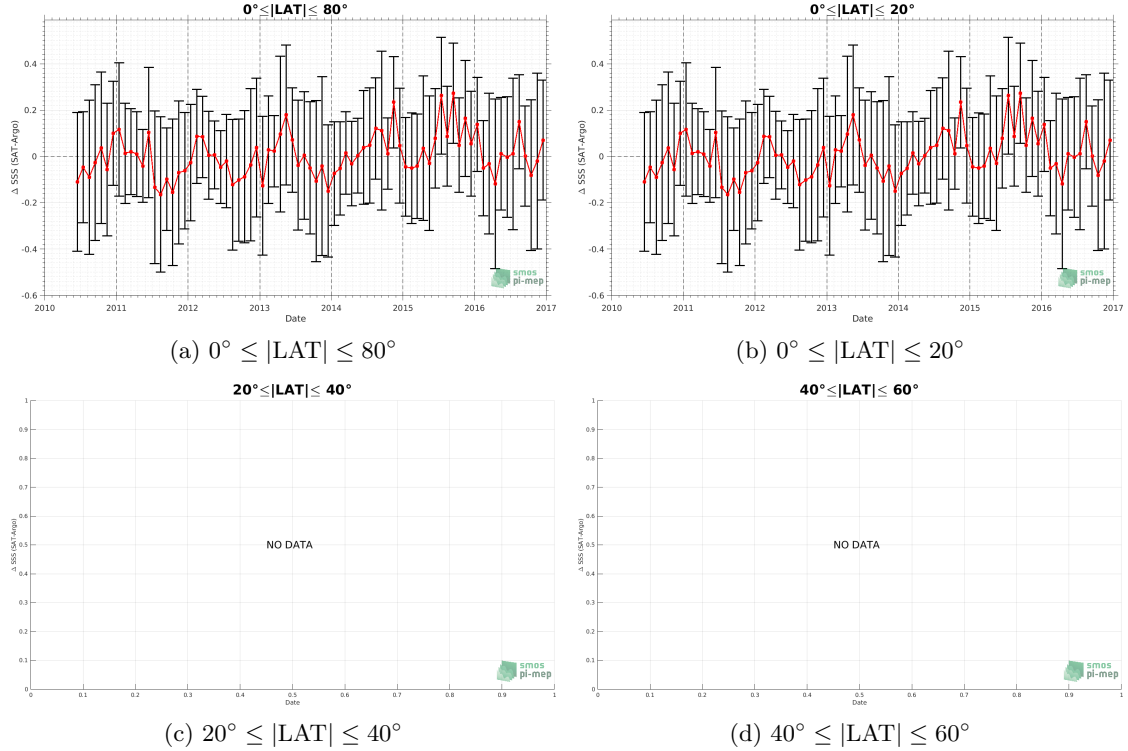 0°≤|LAT|≤ 80°
Δ SSS (SAT-Argo)
0.4
0.2
0
-0.2
-0.4
-0.6
2010 2011 2012 2013 2014 2015 2016 2017
Date
smos
pi-mep
(a) 0° ≤ |LAT| ≤ 80°
0°≤|LAT|≤ 20°
Δ SSS (SAT-Argo)
0.4
0.2
0
-0.2
-0.4
-0.6
2010 2011 2012 2013 2014 2015 2016 2017
Date
smos
pi-mep
(b) 0° ≤ |LAT| ≤ 20°
20°≤|LAT|≤ 40°
Δ SSS (SAT-Argo)
1
0.9
0.8
0.7
0.6
0.5
0.4
0.3
0.2
0.1
0
NO DATA
0 0.1 0.2 0.3 0.4 0.5 0.6 0.7 0.8 0.9 1
Date
smos
pi-mep
(c) 20° ≤ |LAT| ≤ 40°
40°≤|LAT|≤ 60°
Δ SSS (SAT-Argo)
1
0.9
0.8
0.7
0.6
0.5
0.4
0.3
0.2
0.1
0
NO DATA
0.1 0.2 0.3 0.4 0.5 0.6 0.7 0.8 0.9 1
Date
smos
pi-mep
(d) 40° ≤ |LAT| ≤ 60°